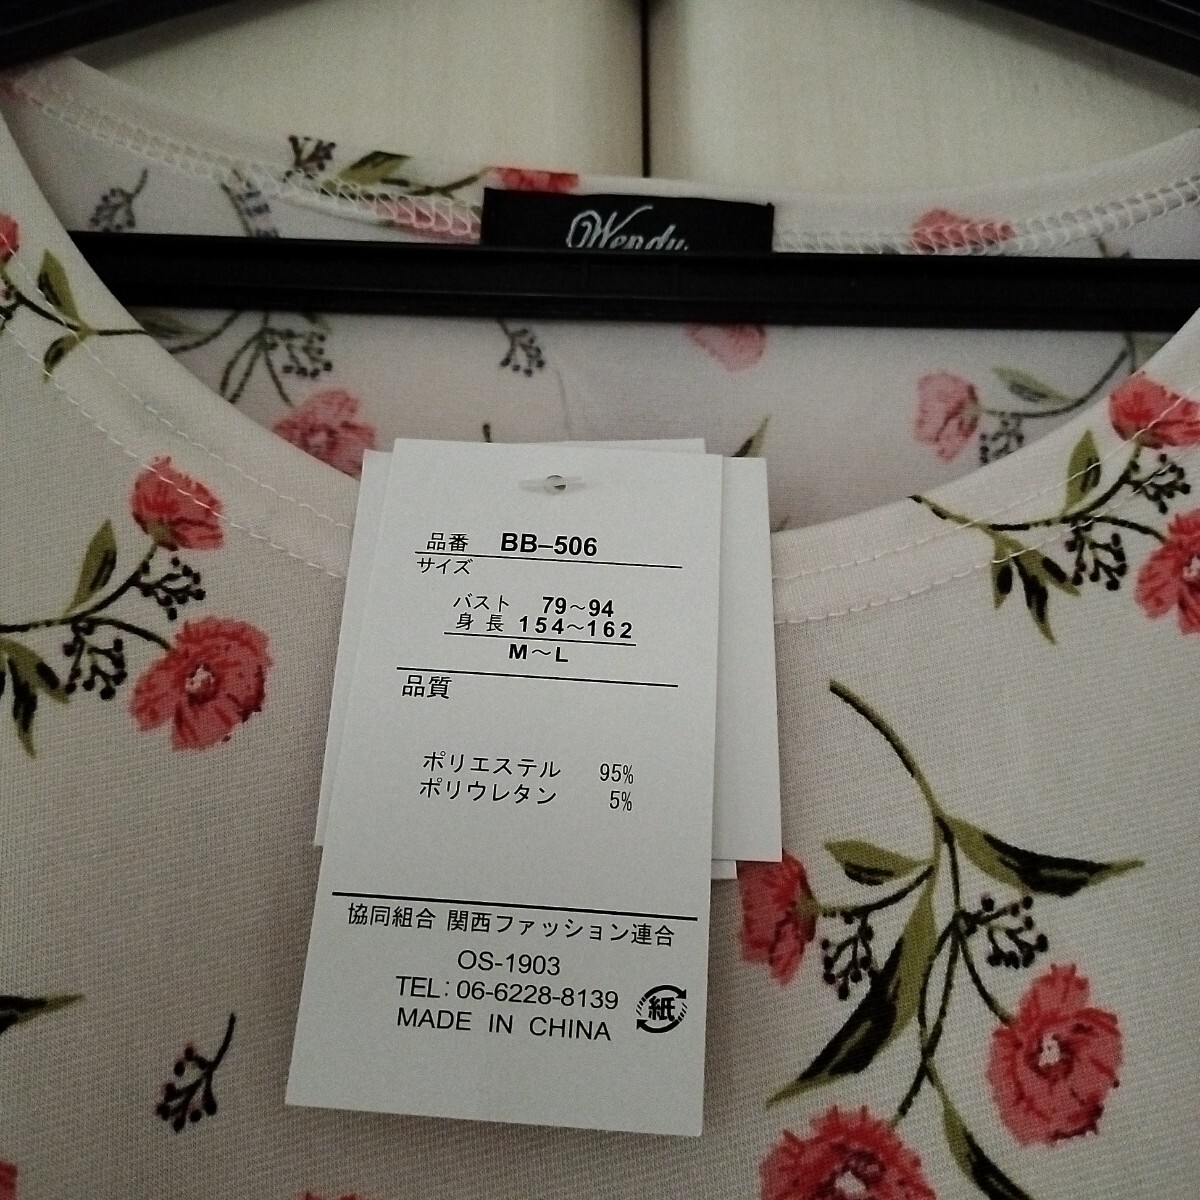 Wendy
品番 BB–506
サイズ
バスト 79～94
身長 154～162
M～L
品質
ポリエステル 95%
ポリウレタン 5%
協同組合 関西ファッション連合
OS-1903
TEL：06-6228-8139
紙
MADE IN CHINA